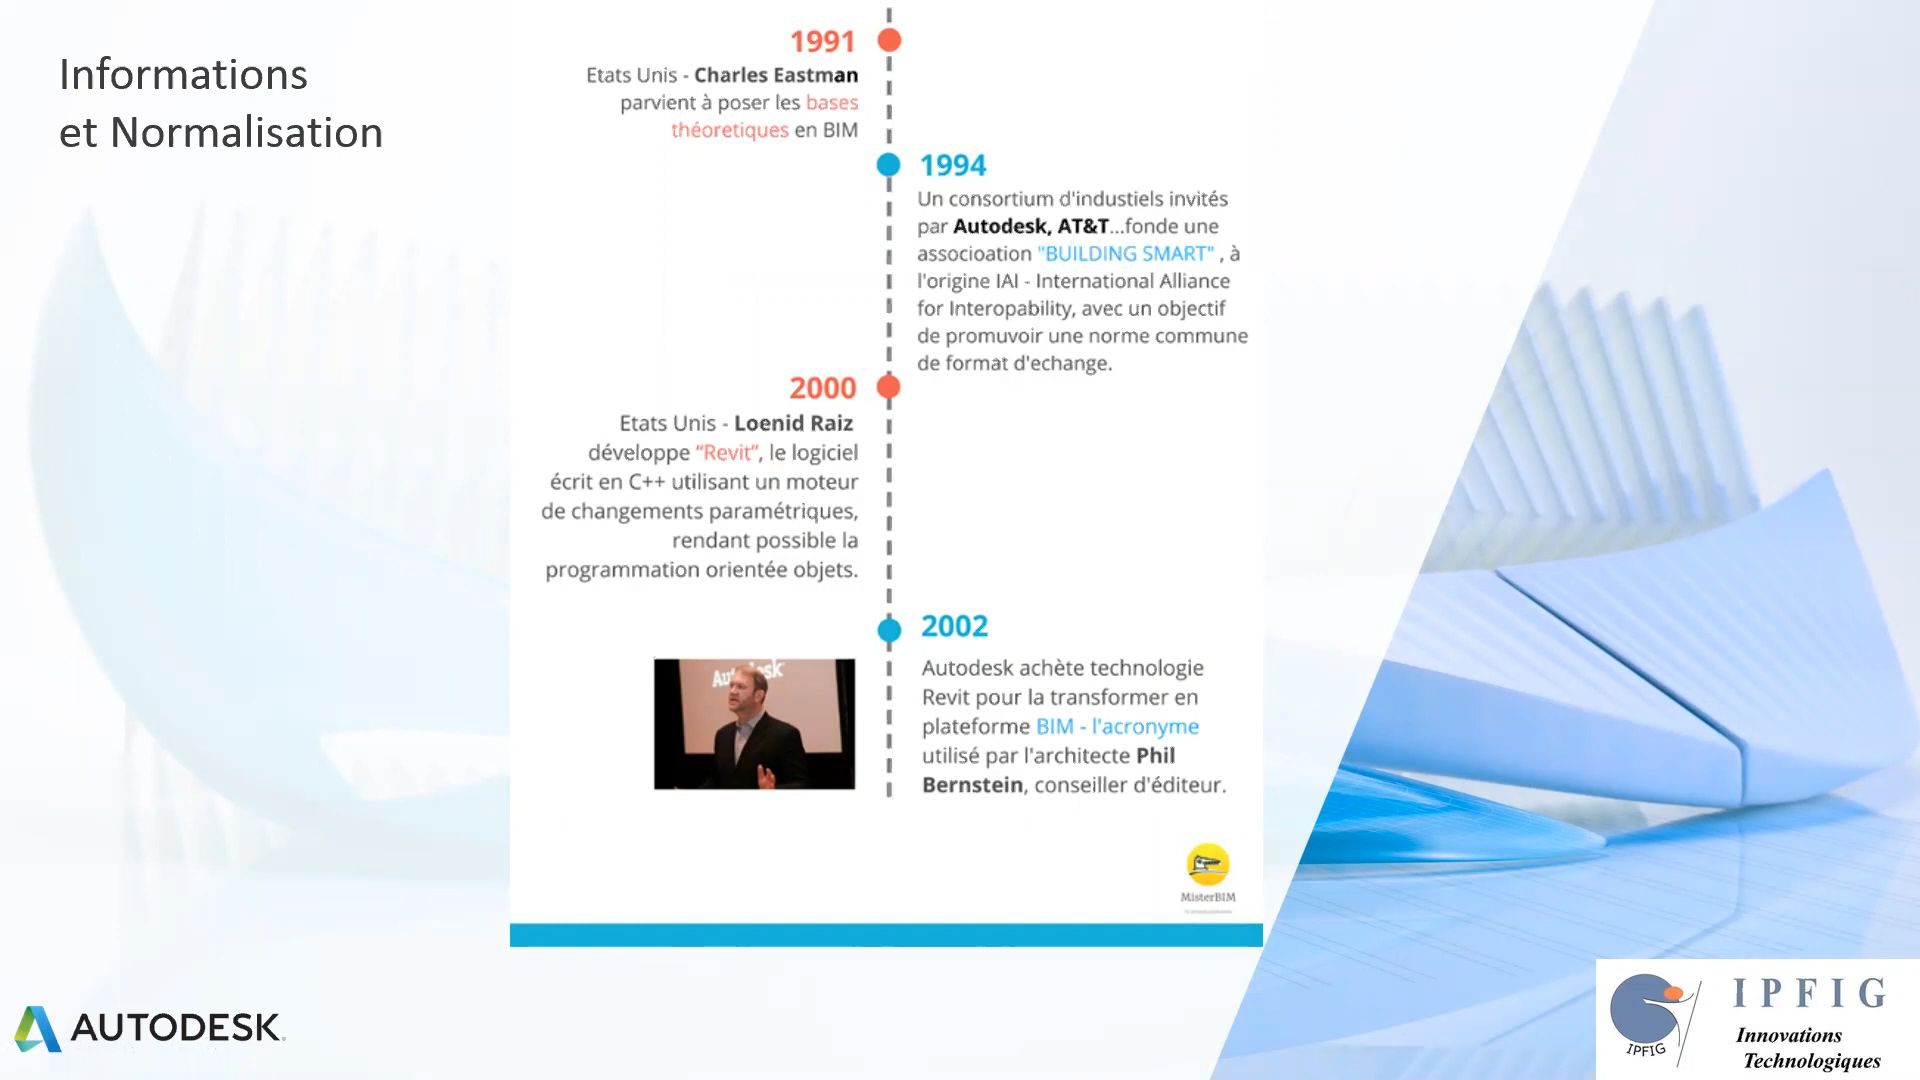 Informations
et Normalisation
1991
Etats Unis - Charles Eastman
parvient à poser les bases
théoretiques en BIM
1994
Un consortium d'industiels invités
par Autodesk, AT&T...fonde une
associoation "BUILDING SMART" , à
l'origine IAI - International Alliance
for Interopability, avec un objectif
de promuvoir une norme commune
de format d'echange.
2000
Etats Unis - Loenid Raiz
développe “Revit”, le logiciel
écrit en C++ utilisant un moteur
de changements paramétriques,
rendant possible la
programmation orientée objets.
2002
Autodesk achète technologie
Revit pour la transformer en
plateforme BIM - l'acronyme
utilisé par l'architecte Phil
Bernstein, conseiller d'éditeur.
MisterBIM
AUTODESK.
IPFIG
IPFIG
Innovations
Technologiques